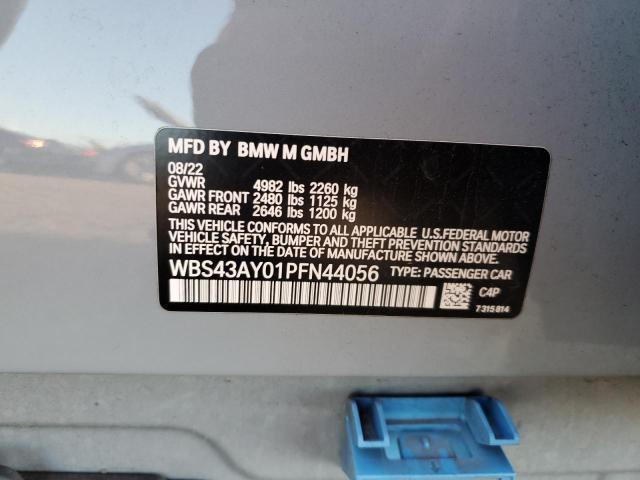 MFD BY BMW M GMBH
08/22
GVWR 4982 lbs 2260 kg
GAWR FRONT 2480 lbs 1125 kg
GAWR REAR 2646 lbs 1200 kg
THIS VEHICLE CONFORMS TO ALL APPLICABLE U.S.FEDERAL MOTOR
VEHICLE SAFETY, BUMPER, AND THEFT PREVENTION STANDARDS
IN EFFECT ON THE DATE OF MANUFACTURE SHOWN ABOVE.
WBS43AY01PFN44056 TYPE: PASSENGER CAR
C4P
7315814